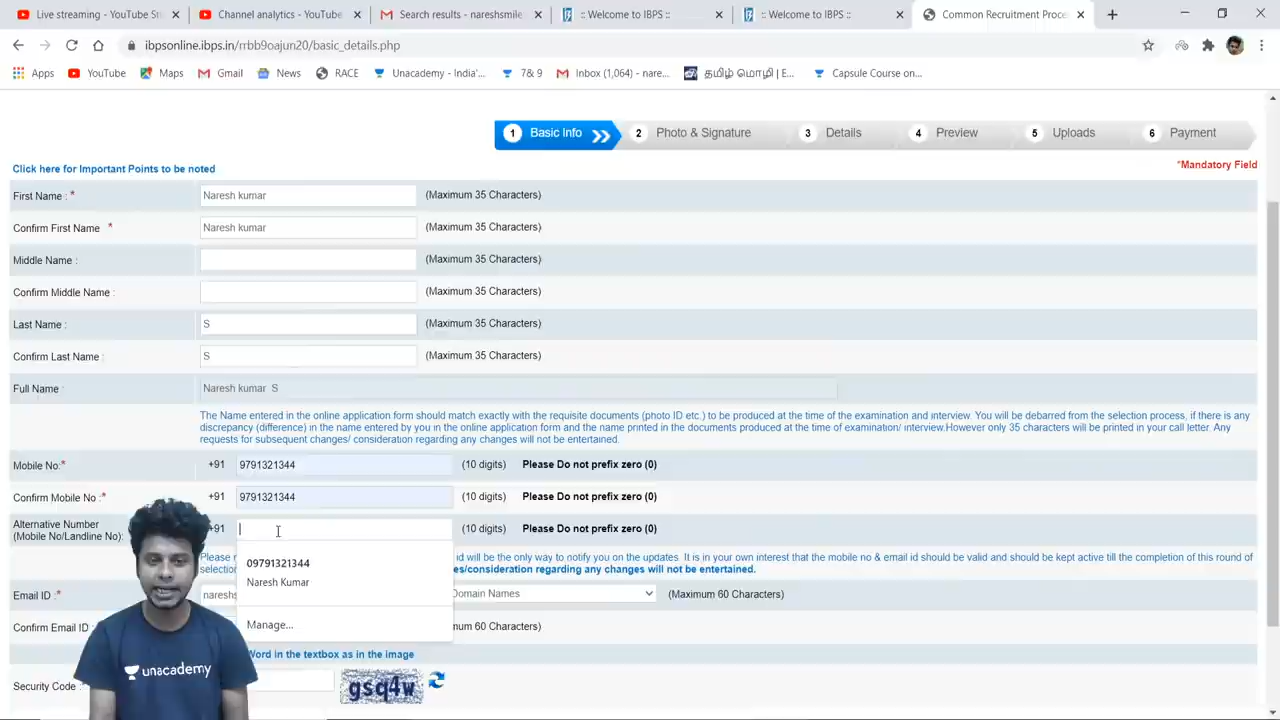 Live streaming - YouTube S
Channel analytics - YouTube
Search results - nareshsmile
:: Welcome to IBPS ::
:: Welcome to IBPS ::
Common Recruitment Proce
ibpsonline.ibps.in/rrbb9oajun20/basic_details.php
Apps
YouTube
Maps
Gmail
News
RACE
Unacademy - India'...
7& 9
Inbox (1,064) - nare...
தமிழ் மொழி | E...
Capsule Course on...
1 Basic Info
2 Photo & Signature
3 Details
4 Preview
5 Uploads
6 Payment
Click here for Important Points to be noted
*Mandatory Field
First Name : * Naresh kumar (Maximum 35 Characters)
Confirm First Name * Naresh kumar (Maximum 35 Characters)
Middle Name : (Maximum 35 Characters)
Confirm Middle Name : (Maximum 35 Characters)
Last Name : S (Maximum 35 Characters)
Confirm Last Name : S (Maximum 35 Characters)
Full Name : Naresh kumar S
The Name entered in the online application form should match exactly with the requisite documents (photo ID etc.) to be produced at the time of the examination and interview. You will be debarred from the selection process, if there is any
discrepancy (difference) in the name entered by you in the online application form and the name printed in the documents produced at the time of examination/ interview.However only 35 characters will be printed in your call letter. Any
requests for subsequent changes/ consideration regarding any changes will not be entertained.
Mobile No:* +91 9791321344 (10 digits) Please Do not prefix zero (0)
Confirm Mobile No :* +91 9791321344 (10 digits) Please Do not prefix zero (0)
Alternative Number
(Mobile No/Landline No): +91 (10 digits) Please Do not prefix zero (0)
09791321344
Naresh Kumar
Manage...
Please id will be the only way to notify you on the updates. It is in your own interest that the mobile no & email id should be valid and should be kept active till the completion of this round of
selection es/consideration regarding any changes will not be entertained.
Email ID :* naresh Domain Names (Maximum 60 Characters)
Confirm Email ID 60 Characters)
Word in the textbox as in the image
Security Code : gsq4w
unacademy